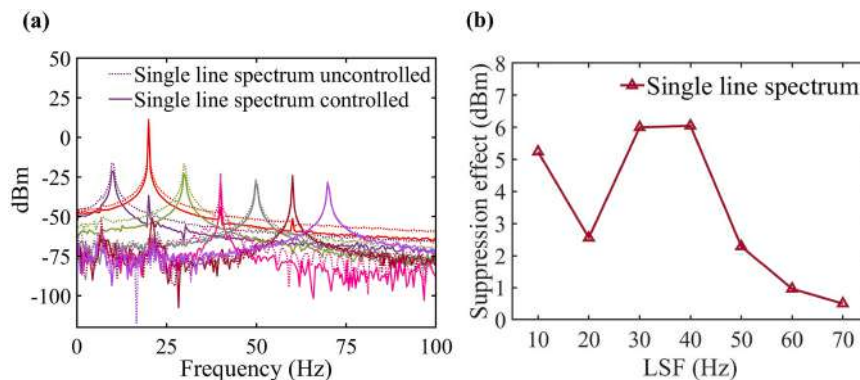 (a)
50
25
0
-25
-50
-75
-100
dBm
Single line spectrum uncontrolled
Single line spectrum controlled
0 25 50 75 100
Frequency (Hz)
(b)
8
7
6
5
4
3
2
1
0
Suppression effect (dBm)
Single line spectrum
10 20 30 40 50 60 70
LSF (Hz)